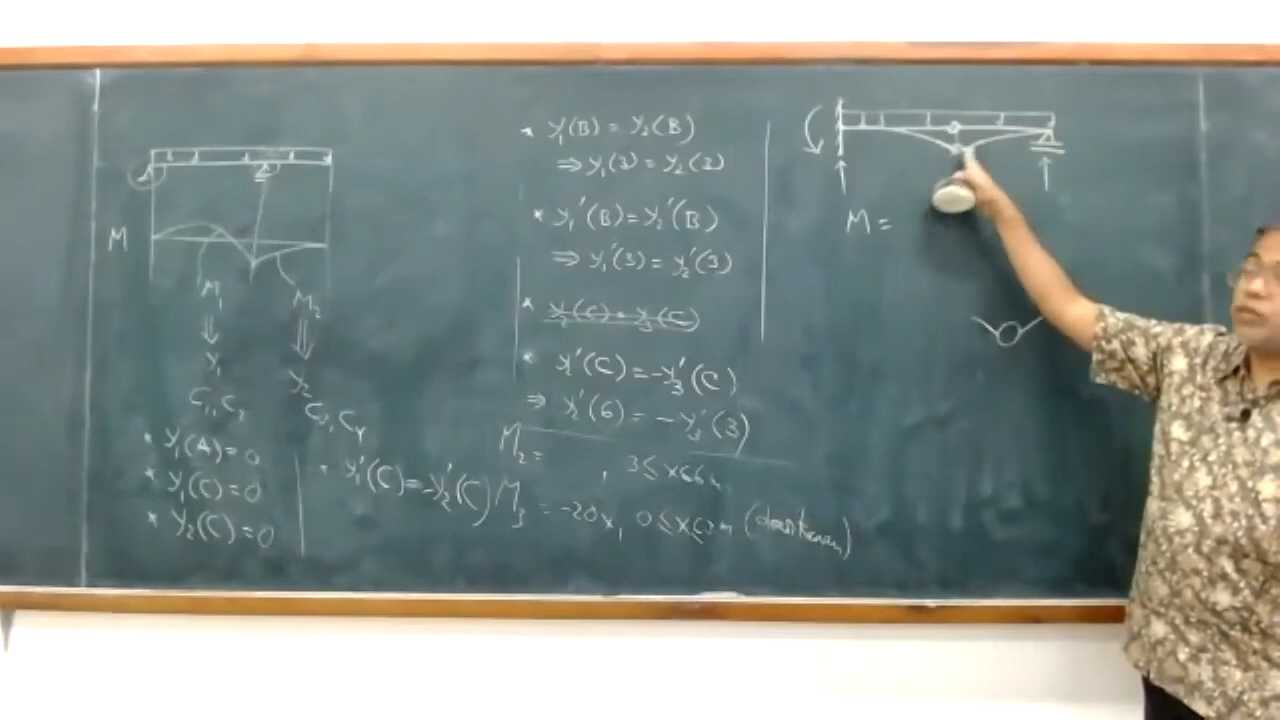 M
M₁
M₂
y₁
y₂
C₁, C₂
C₃, C₄
* y₁(A) = 0
* y₁(C) = 0
* y₂(C) = 0
* y₁'(C) = -y₂'(C)
* y₁(B) = y₂(B)
⇒ y₁(3) = y₂(3)
* y₁'(B) = y₂'(B)
⇒ y₁'(3) = y₂'(3)
* y₂(C) = y₃(C)
* y₂'(C) = -y₃'(C)
⇒ y₂'(6) = -y₃'(3)
M₂ = , 3 ≤ x ≤ 6 m
M₃ = -20x, 0 ≤ x ≤ 3 m (dari kanan)
M =